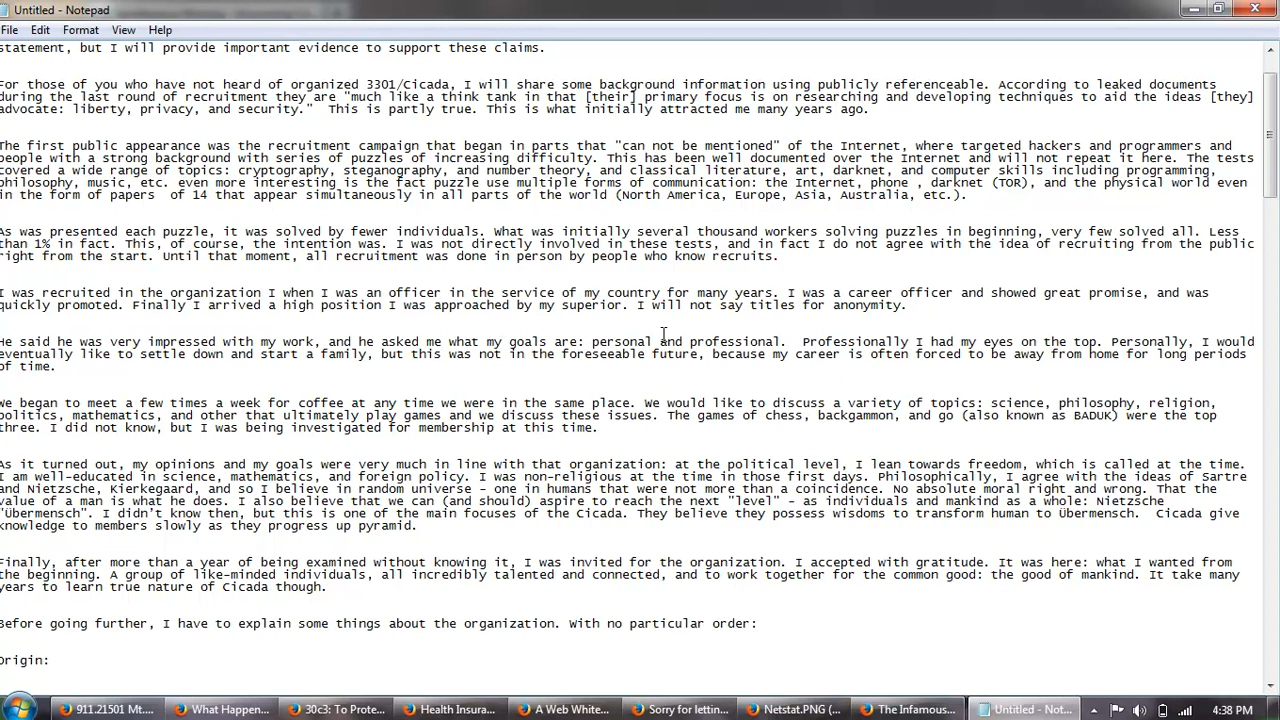 Untitled - Notepad
File Edit Format View Help
statement, but I will provide important evidence to support these claims.
For those of you who have not heard of organized 3301/Cicada, I will share some background information using publicly referenceable. According to leaked documents
during the last round of recruitment they are "much like a think tank in that [their] primary focus is on researching and developing techniques to aid the ideas [they]
advocate: liberty, privacy, and security." This is partly true. This is what initially attracted me many years ago.
The first public appearance was the recruitment campaign that began in parts that "can not be mentioned" of the Internet, where targeted hackers and programmers and
people with a strong background with series of puzzles of increasing difficulty. This has been well documented over the Internet and will not repeat it here. The tests
covered a wide range of topics: cryptography, steganography, and number theory, and classical literature, art, darknet, and computer skills including programming,
philosophy, music, etc. even more interesting is the fact puzzle use multiple forms of communication: the Internet, phone , darknet (TOR), and the physical world even
in the form of papers  of 14 that appear simultaneously in all parts of the world (North America, Europe, Asia, Australia, etc.).
As was presented each puzzle, it was solved by fewer individuals. What was initially several thousand workers solving puzzles in beginning, very few solved all. Less
than 1% in fact. This, of course, the intention was. I was not directly involved in these tests, and in fact I do not agree with the idea of recruiting from the public
right from the start. Until that moment, all recruitment was done in person by people who know recruits.
I was recruited in the organization I when I was an officer in the service of my country for many years. I was a career officer and showed great promise, and was
quickly promoted. Finally I arrived a high position I was approached by my superior. I will not say titles for anonymity.
He said he was very impressed with my work, and he asked me what my goals are: personal and professional.  Professionally I had my eyes on the top. Personally, I would
eventually like to settle down and start a family, but this was not in the foreseeable future, because my career is often forced to be away from home for long periods
of time.
We began to meet a few times a week for coffee at any time we were in the same place. We would like to discuss a variety of topics: science, philosophy, religion,
politics, mathematics, and other that ultimately play games and we discuss these issues. The games of chess, backgammon, and go (also known as BADUK) were the top
three. I did not know, but I was being investigated for membership at this time.
As it turned out, my opinions and my goals were very much in line with that organization: at the political level, I lean towards freedom, which is called at the time.
I am well-educated in science, mathematics, and foreign policy. I was non-religious at the time in those first days. Philosophically, I agree with the ideas of Sartre
and Nietzsche, Kierkegaard, and so I believe in random universe - one in humans that were not more than a coincidence. No absolute moral right and wrong. That the
value of a man is what he does. I also believe that we can (and should) aspire to reach the next "level" - as individuals and mankind as a whole: Nietzsche
"Übermensch". I didn't know then, but this is one of the main focuses of the Cicada. They believe they possess wisdoms to transform human to Übermensch.  Cicada give
knowledge to members slowly as they progress up pyramid.
Finally, after more than a year of being examined without knowing it, I was invited for the organization. I accepted with gratitude. It was here: what I wanted from
the beginning. A group of like-minded individuals, all incredibly talented and connected, and to work together for the common good: the good of mankind. It take many
years to learn true nature of Cicada though.
Before going further, I have to explain some things about the organization. With no particular order:
Origin:
911.21501 Mt.... What Happen... 30c3: To Prote... Health Insura... A Web White... Sorry for lettin... Netstat.PNG (... The Infamous... Untitled - Not... 4:38 PM